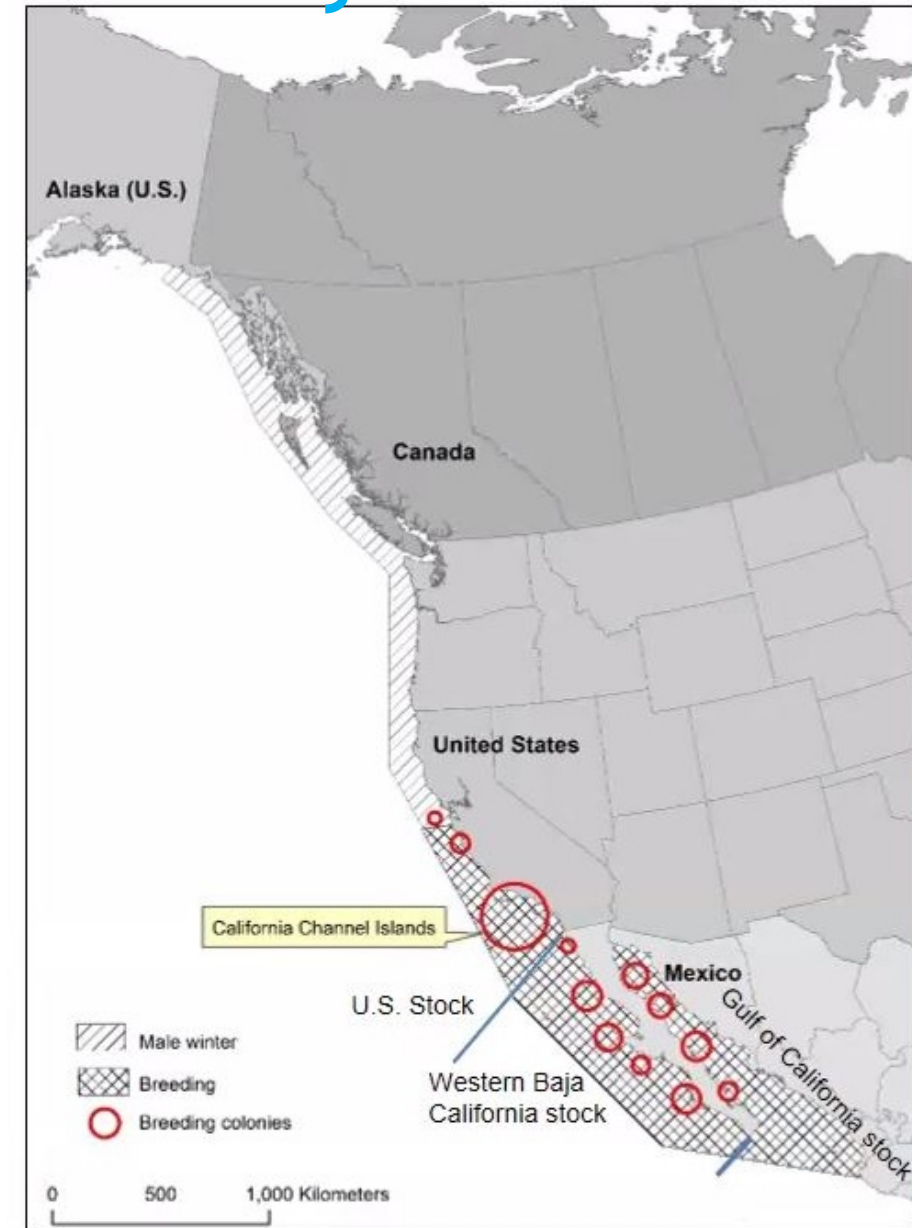 Alaska (U.S.)
Canada
United States
California Channel Islands
Mexico
U.S. Stock
Gulf of California stock
Western Baja
California stock
Male winter
Breeding
Breeding colonies
0 500 1,000 Kilometers